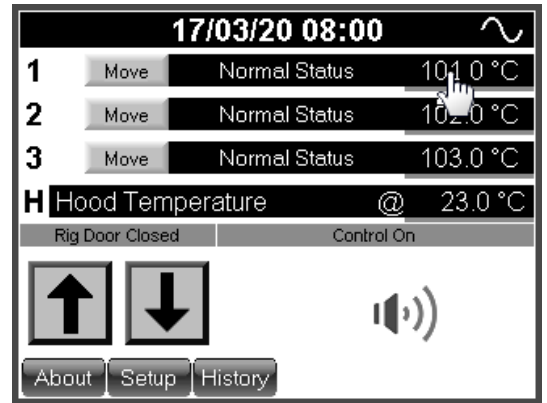 17/03/20 08:00
1 Move Normal Status 101.0 °C
2 Move Normal Status 102.0 °C
3 Move Normal Status 103.0 °C
H Hood Temperature @ 23.0 °C
Rig Door Closed Control On
About Setup History